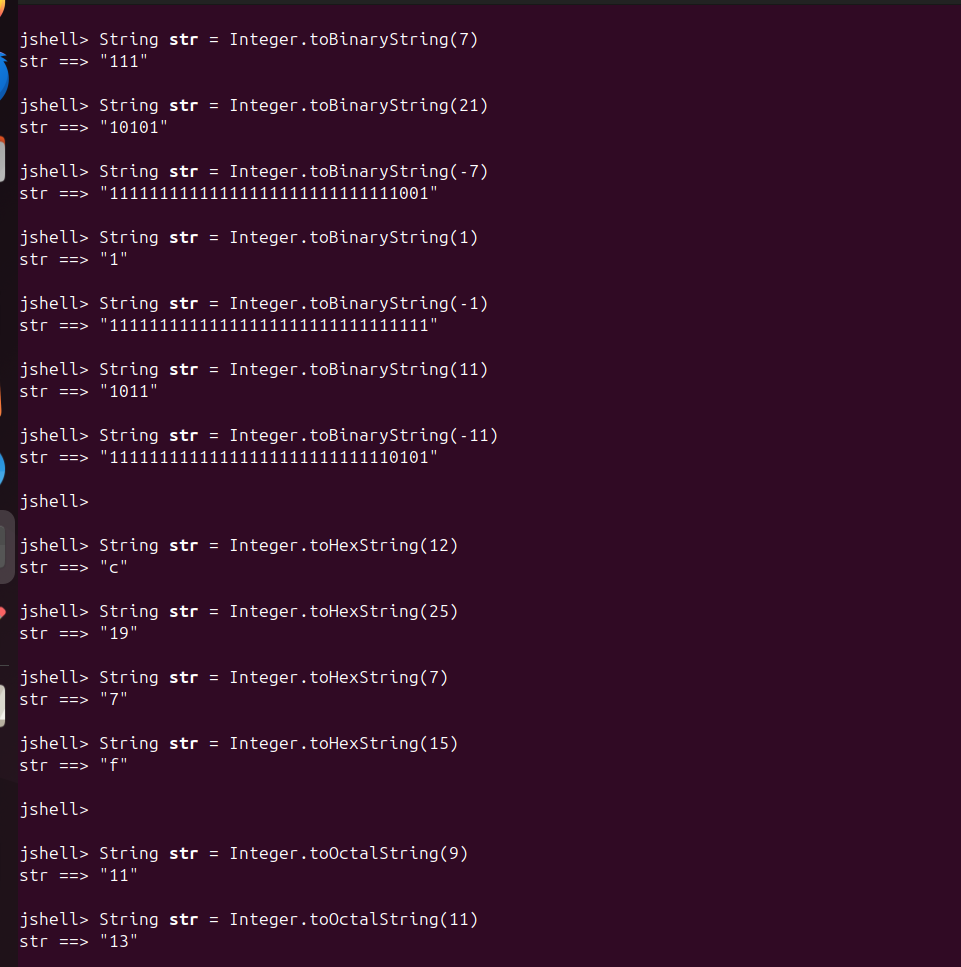 jshell> String str = Integer.toBinaryString(7)
str ==> "111"
jshell> String str = Integer.toBinaryString(21)
str ==> "10101"
jshell> String str = Integer.toBinaryString(-7)
str ==> "11111111111111111111111111111001"
jshell> String str = Integer.toBinaryString(1)
str ==> "1"
jshell> String str = Integer.toBinaryString(-1)
str ==> "11111111111111111111111111111111"
jshell> String str = Integer.toBinaryString(11)
str ==> "1011"
jshell> String str = Integer.toBinaryString(-11)
str ==> "11111111111111111111111111110101"
jshell>
jshell> String str = Integer.toHexString(12)
str ==> "c"
jshell> String str = Integer.toHexString(25)
str ==> "19"
jshell> String str = Integer.toHexString(7)
str ==> "7"
jshell> String str = Integer.toHexString(15)
str ==> "f"
jshell>
jshell> String str = Integer.toOctalString(9)
str ==> "11"
jshell> String str = Integer.toOctalString(11)
str ==> "13"